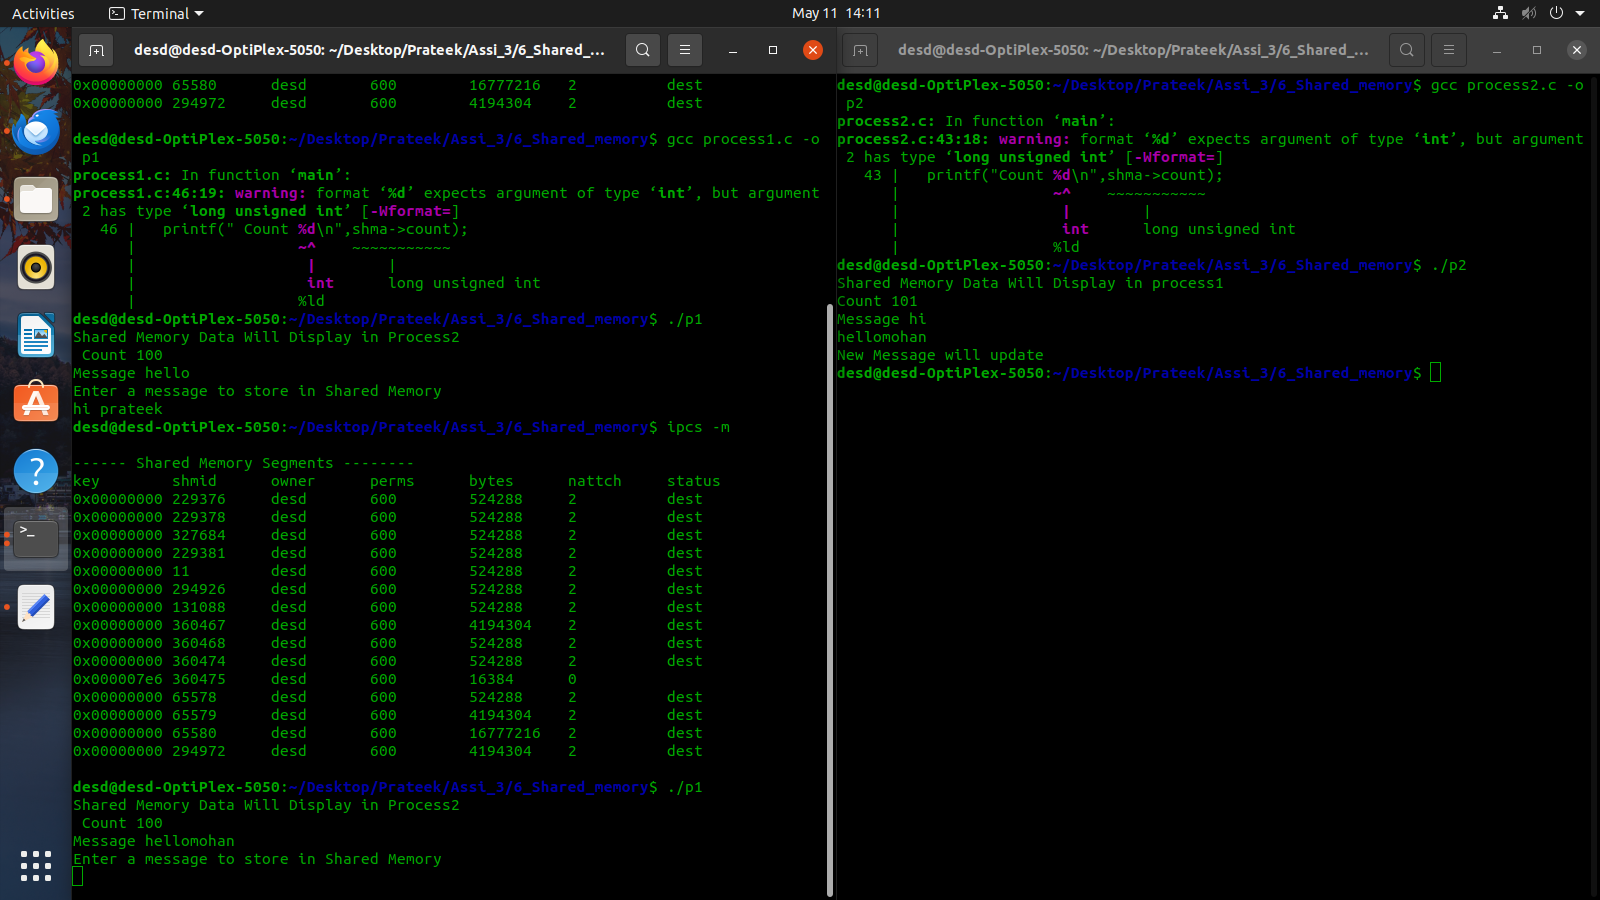 Activities
Terminal
May 11 14:11
desd@desd-OptiPlex-5050: ~/Desktop/Prateek/Assi_3/6_Shared_...
0x00000000 65580      desd       600        16777216   2          dest
0x00000000 294972     desd       600        4194304    2          dest
desd@desd-OptiPlex-5050:~/Desktop/Prateek/Assi_3/6_Shared_memory$ gcc process1.c -o
 p1
process1.c: In function ‘main’:
process1.c:46:19: warning: format ‘%d’ expects argument of type ‘int’, but argument
 2 has type ‘long unsigned int’ [-Wformat=]
   46 |   printf(" Count %d\n",shma->count);
      |                  ~^    ~~~~~~~~~~~
      |                   |        |
      |                   int      long unsigned int
      |                  %ld
desd@desd-OptiPlex-5050:~/Desktop/Prateek/Assi_3/6_Shared_memory$ ./p1
Shared Memory Data Will Display in Process2
 Count 100
Message hello
Enter a message to store in Shared Memory
hi prateek
desd@desd-OptiPlex-5050:~/Desktop/Prateek/Assi_3/6_Shared_memory$ ipcs -m
------ Shared Memory Segments --------
key        shmid      owner      perms      bytes      nattch     status
0x00000000 229376     desd       600        524288     2          dest
0x00000000 229378     desd       600        524288     2          dest
0x00000000 327684     desd       600        524288     2          dest
0x00000000 229381     desd       600        524288     2          dest
0x00000000 11         desd       600        524288     2          dest
0x00000000 294926     desd       600        524288     2          dest
0x00000000 131088     desd       600        524288     2          dest
0x00000000 360467     desd       600        4194304    2          dest
0x00000000 360468     desd       600        524288     2          dest
0x00000000 360474     desd       600        524288     2          dest
0x000007e6 360475     desd       600        16384      0
0x00000000 65578      desd       600        524288     2          dest
0x00000000 65579      desd       600        4194304    2          dest
0x00000000 65580      desd       600        16777216   2          dest
0x00000000 294972     desd       600        4194304    2          dest
desd@desd-OptiPlex-5050:~/Desktop/Prateek/Assi_3/6_Shared_memory$ ./p1
Shared Memory Data Will Display in Process2
 Count 100
Message hellomohan
Enter a message to store in Shared Memory
desd@desd-OptiPlex-5050: ~/Desktop/Prateek/Assi_3/6_Shared_...
desd@desd-OptiPlex-5050:~/Desktop/Prateek/Assi_3/6_Shared_memory$ gcc process2.c -o
 p2
process2.c: In function ‘main’:
process2.c:43:18: warning: format ‘%d’ expects argument of type ‘int’, but argument
 2 has type ‘long unsigned int’ [-Wformat=]
   43 |   printf("Count %d\n",shma->count);
      |                 ~^    ~~~~~~~~~~~
      |                  |        |
      |                  int      long unsigned int
      |                 %ld
desd@desd-OptiPlex-5050:~/Desktop/Prateek/Assi_3/6_Shared_memory$ ./p2
Shared Memory Data Will Display in process1
Count 101
Message hi
hellomohan
New Message will update
desd@desd-OptiPlex-5050:~/Desktop/Prateek/Assi_3/6_Shared_memory$